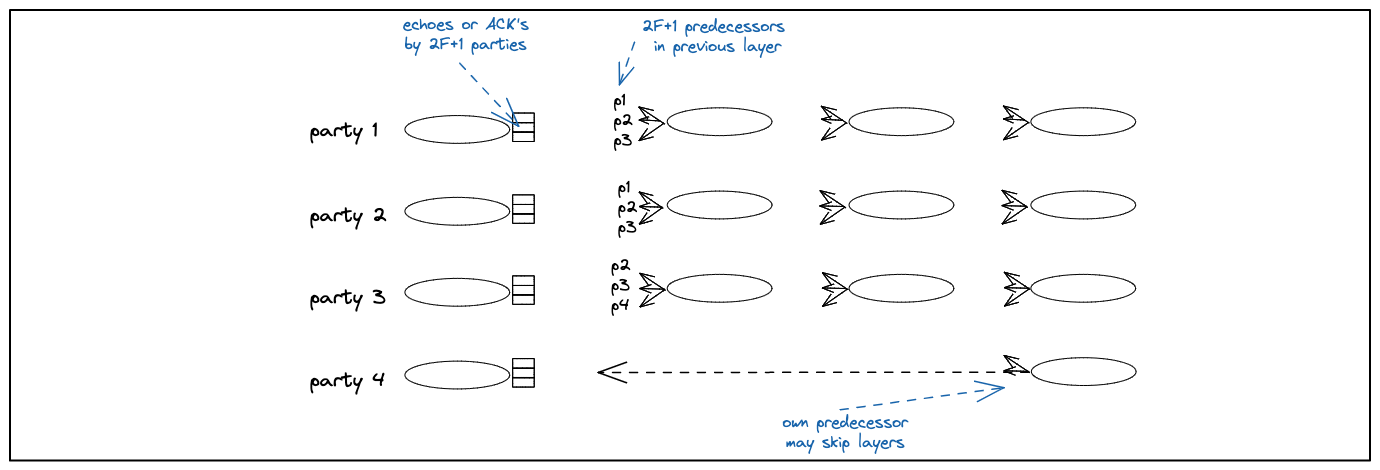 echoes or ACK's
by 2F+1 parties
2F+1 predecessors
in previous layer
party 1
p1
p2
p3
party 2
p1
p2
p3
party 3
p2
p3
p4
party 4
own predecessor
may skip layers